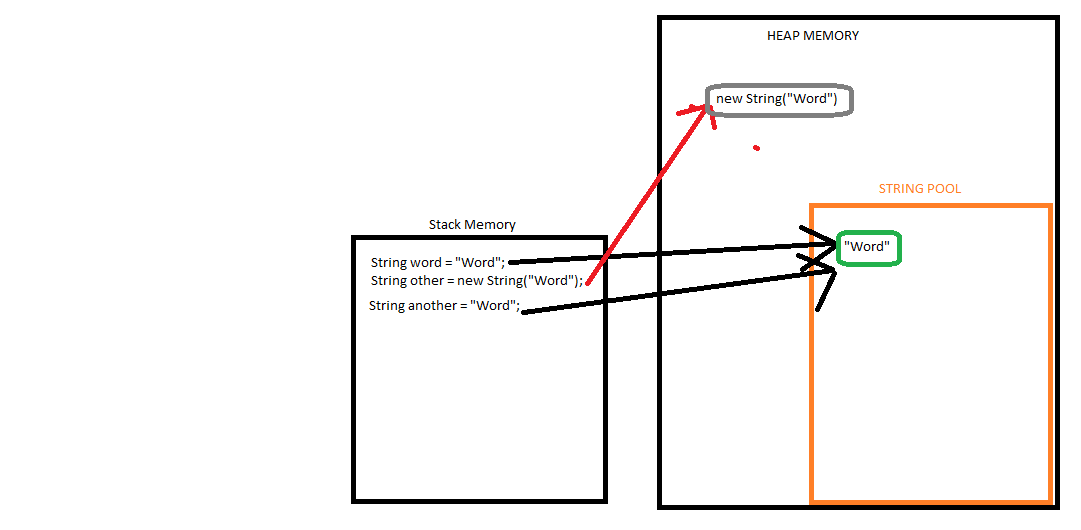 HEAP MEMORY
new String("Word")
STRING POOL
"Word"
Stack Memory
String word = "Word";
String other = new String("Word");
String another = "Word";